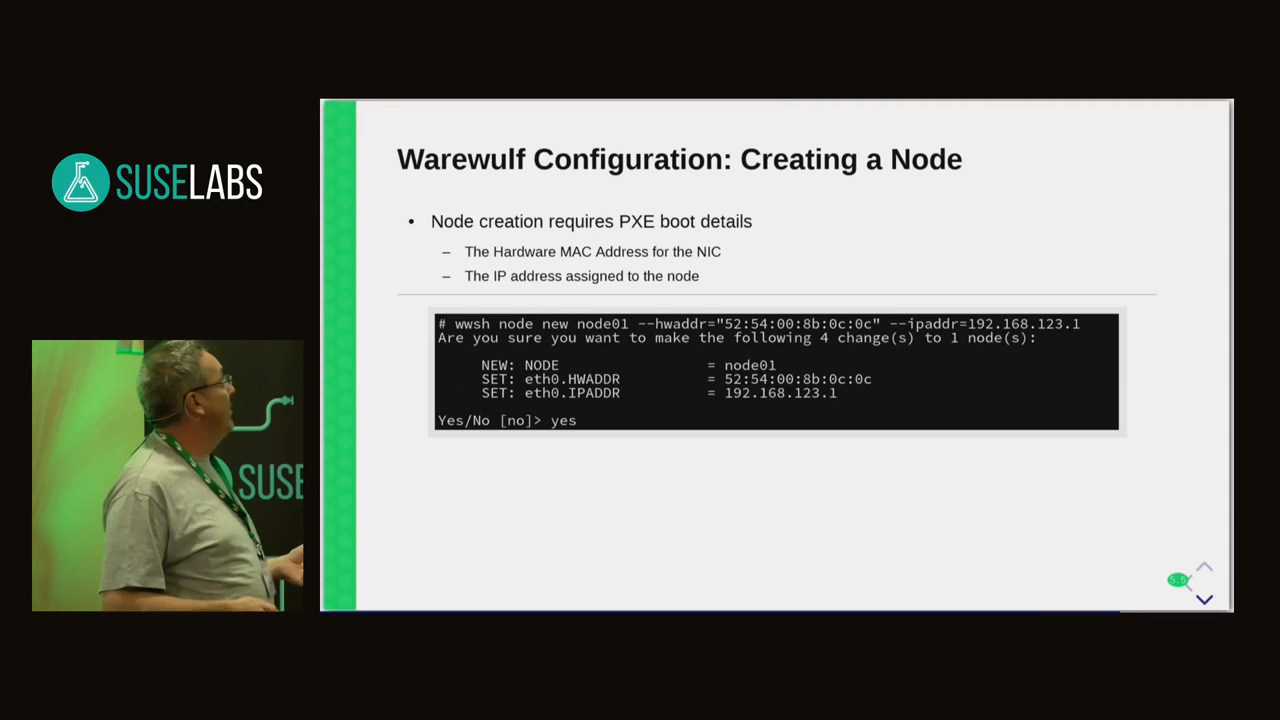 SUSELABS
Warewulf Configuration: Creating a Node
• Node creation requires PXE boot details
– The Hardware MAC Address for the NIC
– The IP address assigned to the node
# wwsh node new node01 --hwaddr="52:54:00:8b:0c:0c" --ipaddr=192.168.123.1
Are you sure you want to make the following 4 change(s) to 1 node(s):
NEW: NODE = node01
SET: eth0.HWADDR = 52:54:00:8b:0c:0c
SET: eth0.IPADDR = 192.168.123.1
Yes/No [no]> yes
SUSE
5.5